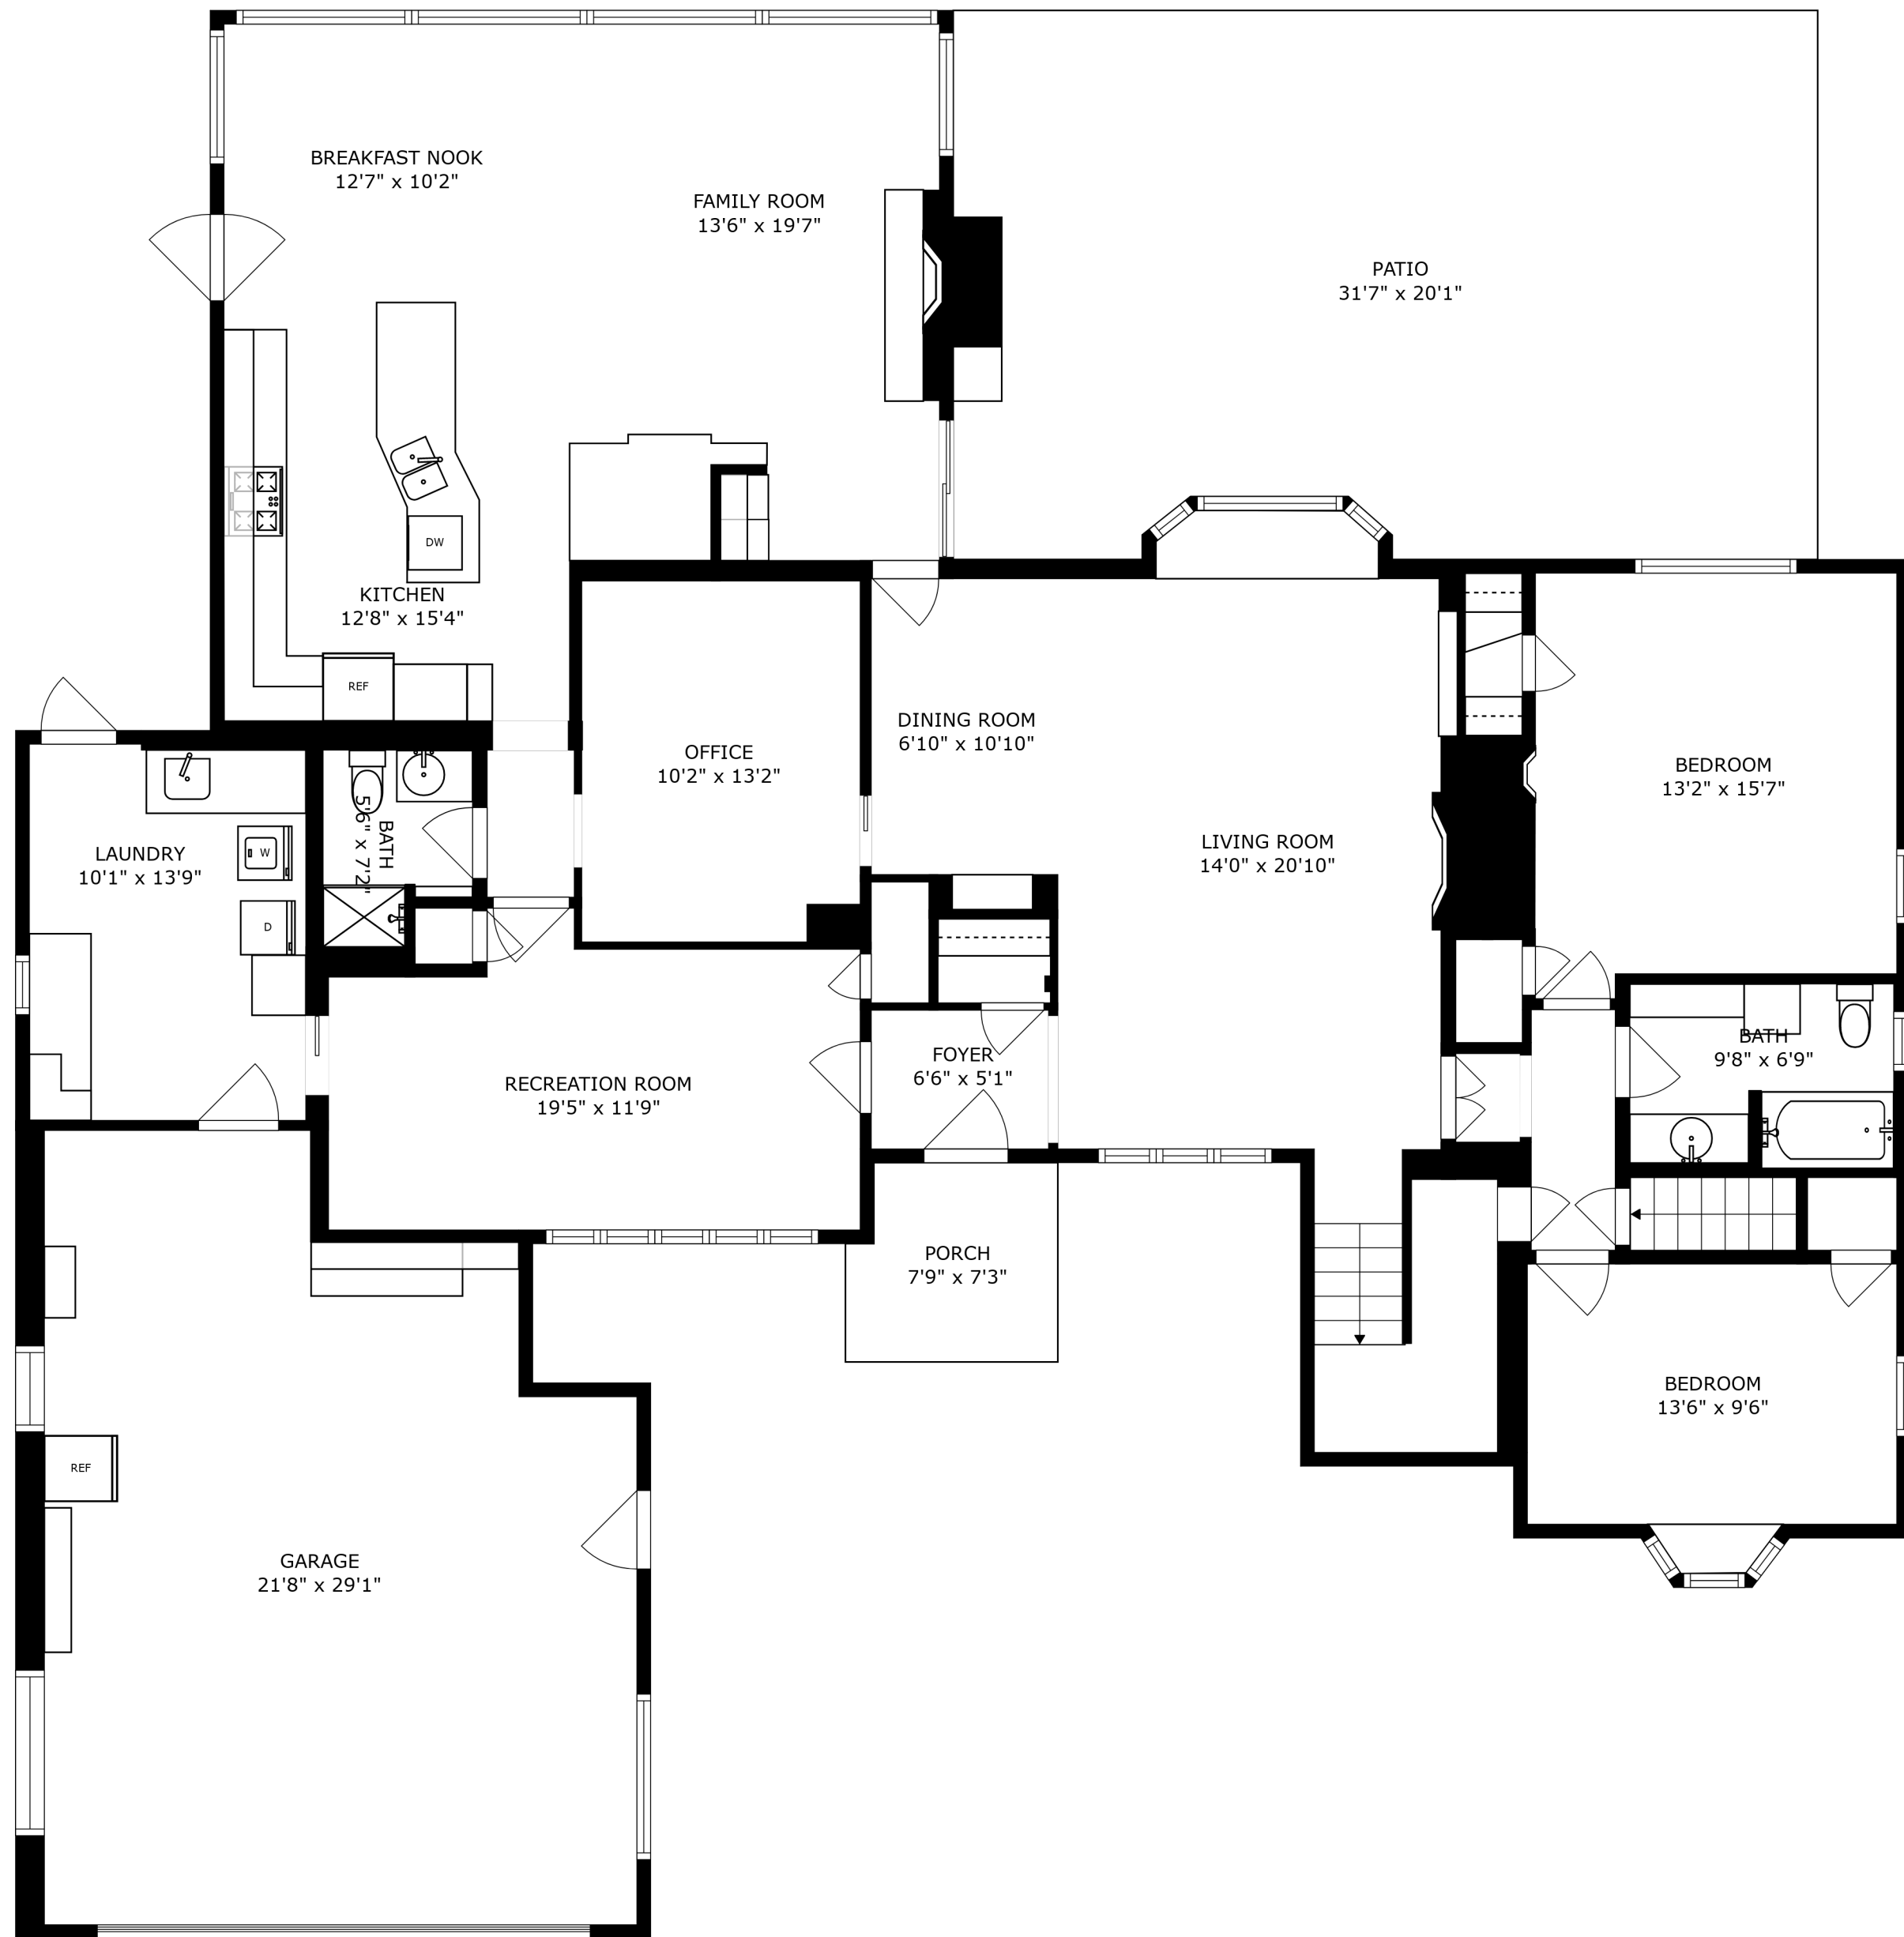 BREAKFAST NOOK
12'7" x 10'2"
FAMILY ROOM
13'6" x 19'7"
PATIO
31'7" x 20'1"
DW
KITCHEN
12'8" x 15'4"
REF
DINING ROOM
6'10" x 10'10"
OFFICE
10'2" x 13'2"
BEDROOM
13'2" x 15'7"
LAUNDRY
10'1" x 13'9"
W
D
BATH
5'6" x 7'2"
LIVING ROOM
14'0" x 20'10"
FOYER
6'6" x 5'1"
BATH
9'8" x 6'9"
RECREATION ROOM
19'5" x 11'9"
PORCH
7'9" x 7'3"
BEDROOM
13'6" x 9'6"
REF
GARAGE
21'8" x 29'1"